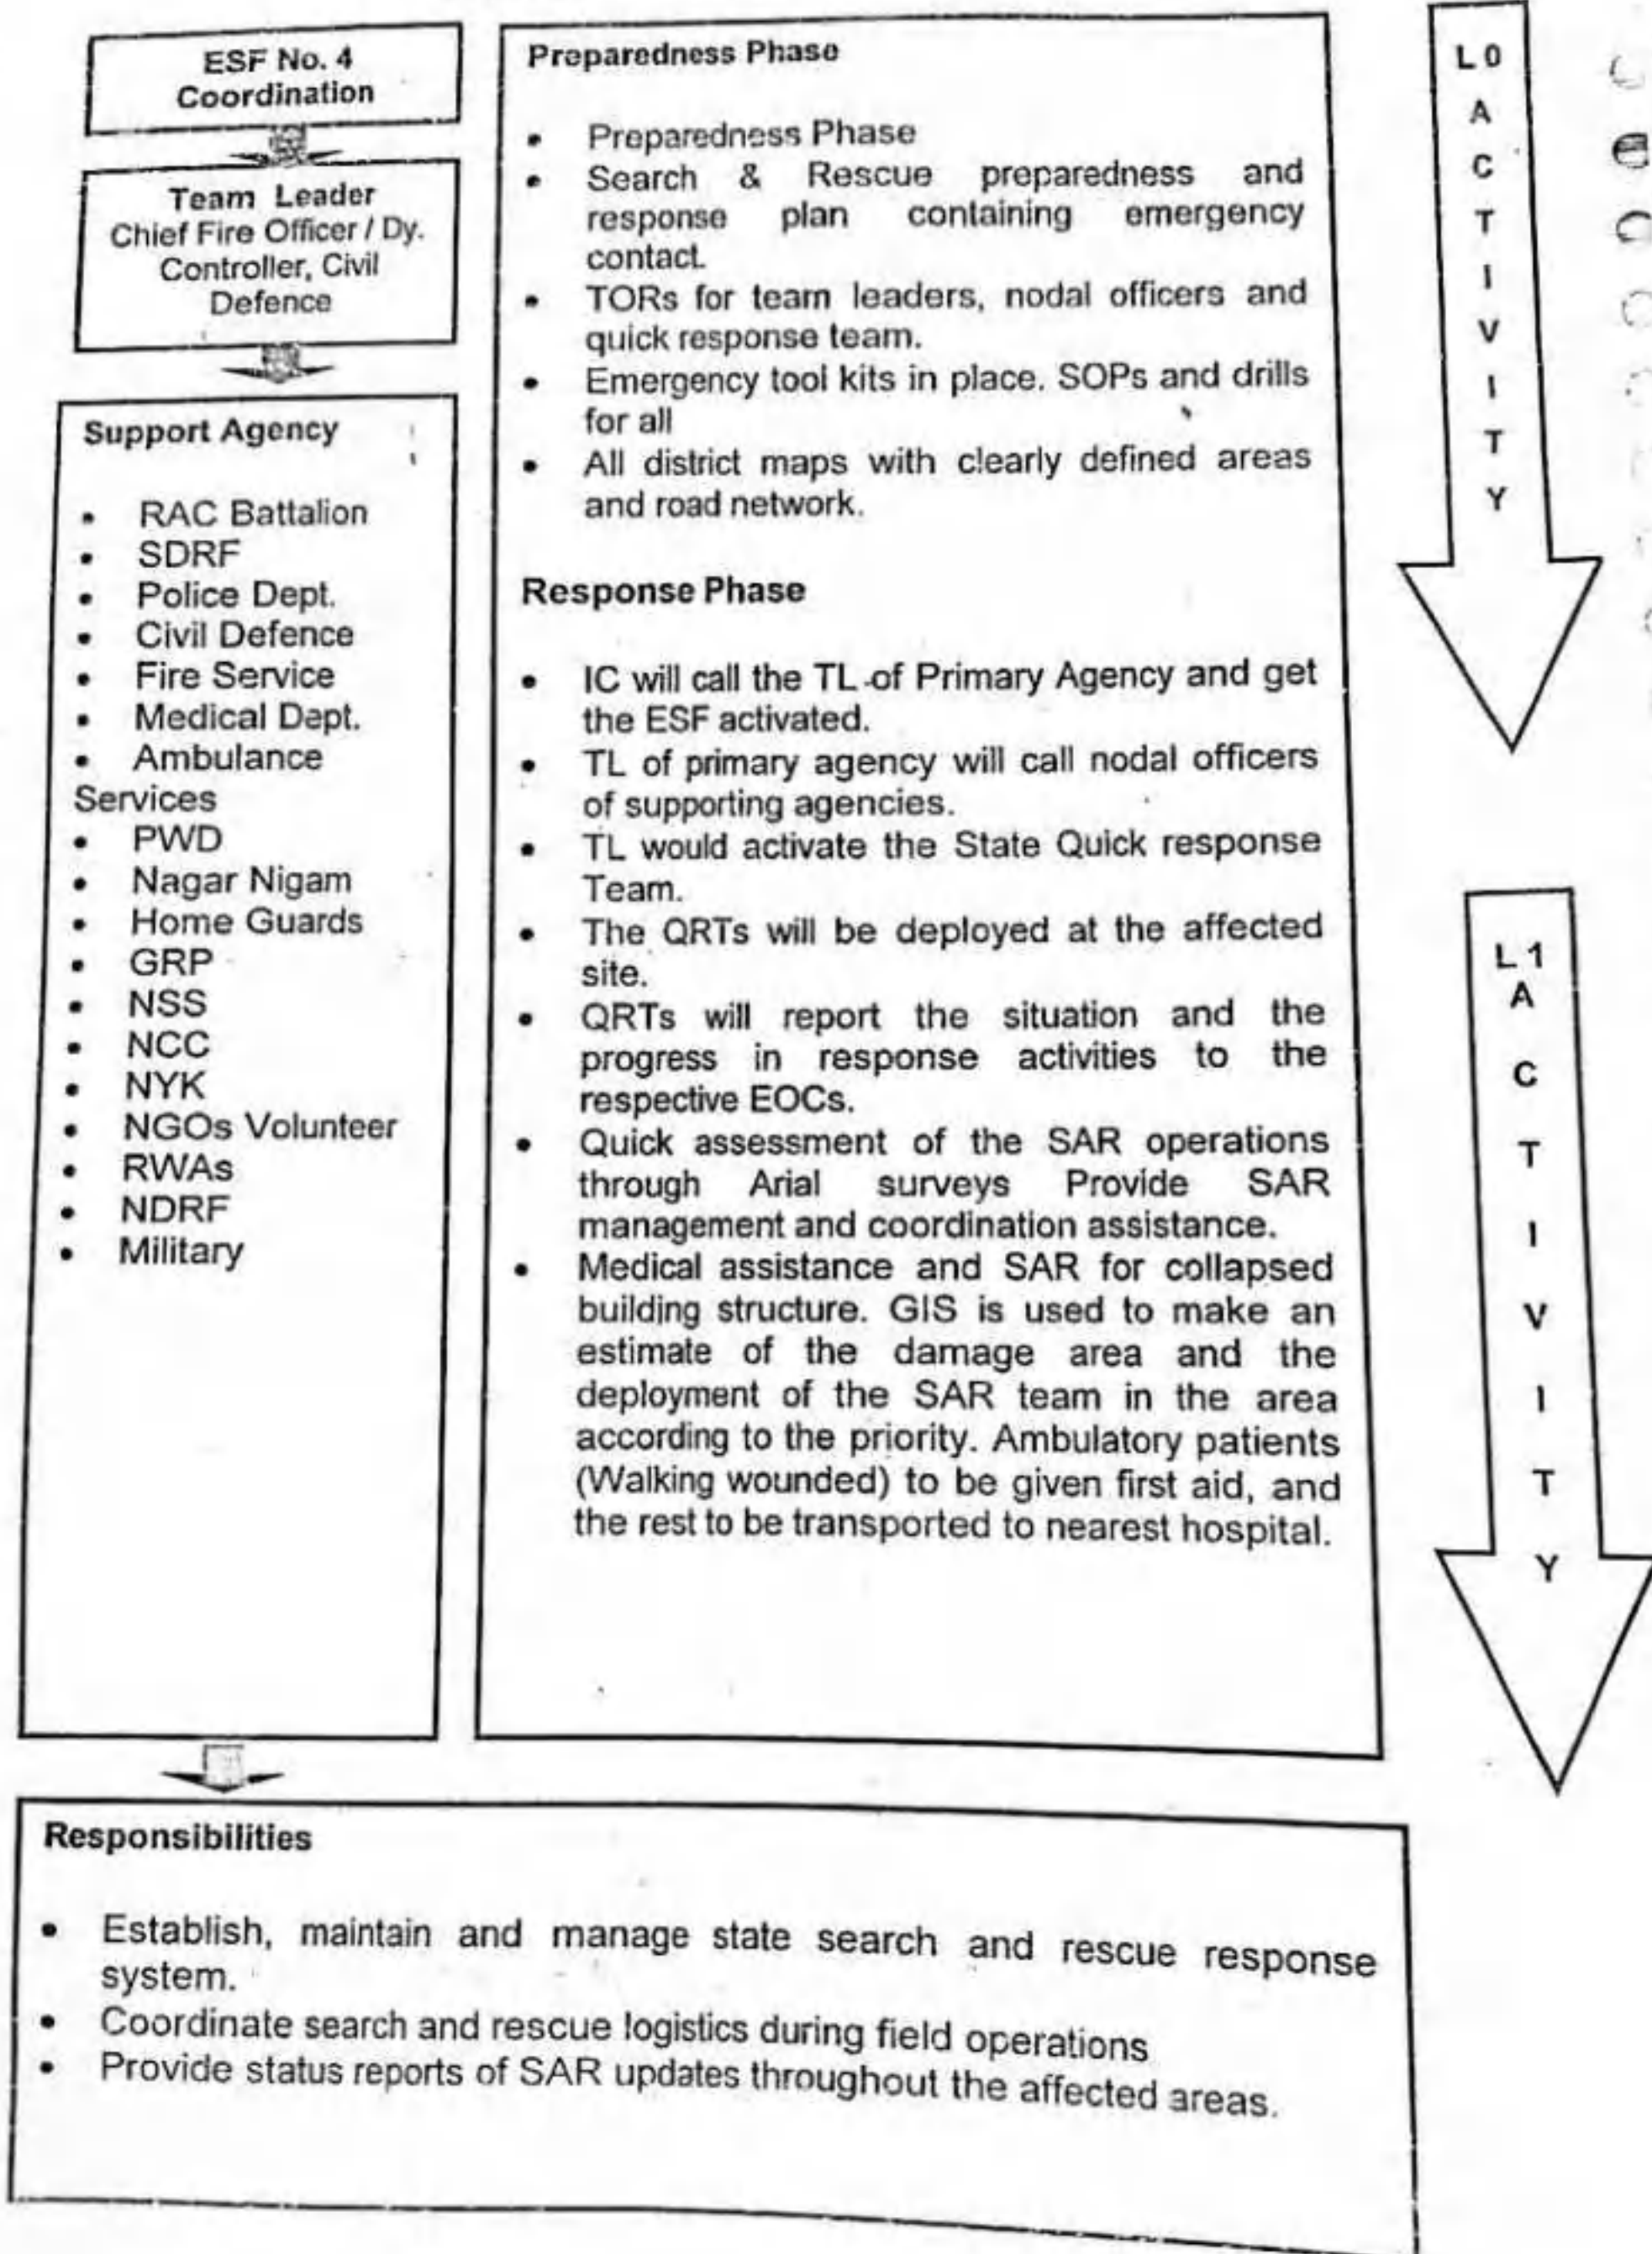 ESF No. 4
Coordination
Team Leader
Chief Fire Officer / Dy.
Controller, Civil
Defence
Support Agency
• RAC Battalion
• SDRF
• Police Dept.
• Civil Defence
• Fire Service
• Medical Dept.
• Ambulance
Services
• PWD
• Nagar Nigam
• Home Guards
• GRP
• NSS
• NCC
• NYK
• NGOs Volunteer
• RWAs
• NDRF
• Military
Preparedness Phase
• Preparedness Phase
• Search & Rescue preparedness and
response plan containing emergency
contact.
• TORs for team leaders, nodal officers and
quick response team.
• Emergency tool kits in place. SOPs and drills
for all
• All district maps with clearly defined areas
and road network.
Response Phase
• IC will call the TL of Primary Agency and get
the ESF activated.
• TL of primary agency will call nodal officers
of supporting agencies.
• TL would activate the State Quick response
Team.
• The QRTs will be deployed at the affected
site.
• QRTs will report the situation and the
progress in response activities to the
respective EOCs.
• Quick assessment of the SAR operations
through Arial surveys Provide SAR
management and coordination assistance.
• Medical assistance and SAR for collapsed
building structure. GIS is used to make an
estimate of the damage area and the
deployment of the SAR team in the area
according to the priority. Ambulatory patients
(Walking wounded) to be given first aid, and
the rest to be transported to nearest hospital.
L 0
A
C
T
I
V
I
T
Y
L 1
A
C
T
I
V
I
T
Y
Responsibilities
• Establish, maintain and manage state search and rescue response
system.
• Coordinate search and rescue logistics during field operations
• Provide status reports of SAR updates throughout the affected areas.